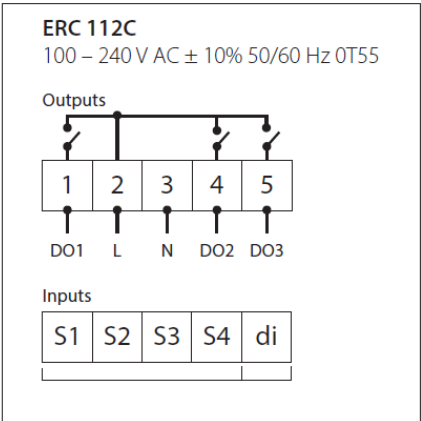 ERC 112C
100 – 240 V AC ± 10% 50/60 Hz 0T55
Outputs
1 2 3 4 5
DO1 L N DO2 DO3
Inputs
S1 S2 S3 S4 di